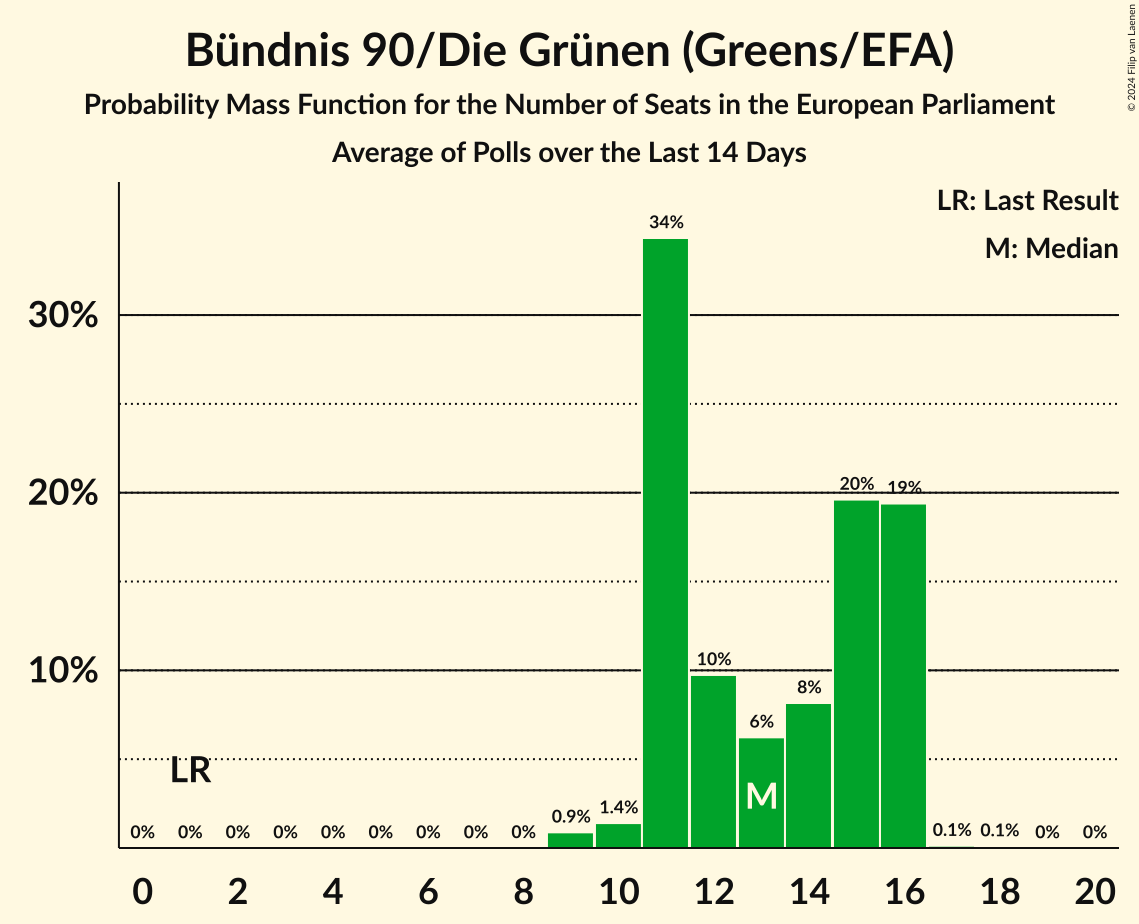 Bündnis 90/Die Grünen (Greens/EFA)
Probability Mass Function for the Number of Seats in the European Parliament
Average of Polls over the Last 14 Days
© 2024 Filip van Laenen
LR: Last Result
M: Median
34%
30%
20%
20% 19%
10%
10%
8%
6%
LR
M
0% 0% 0% 0% 0% 0% 0% 0% 0% 0.9% 1.4% 0.1% 0.1% 0% 0%
0 2 4 6 8 10 12 14 16 18 20